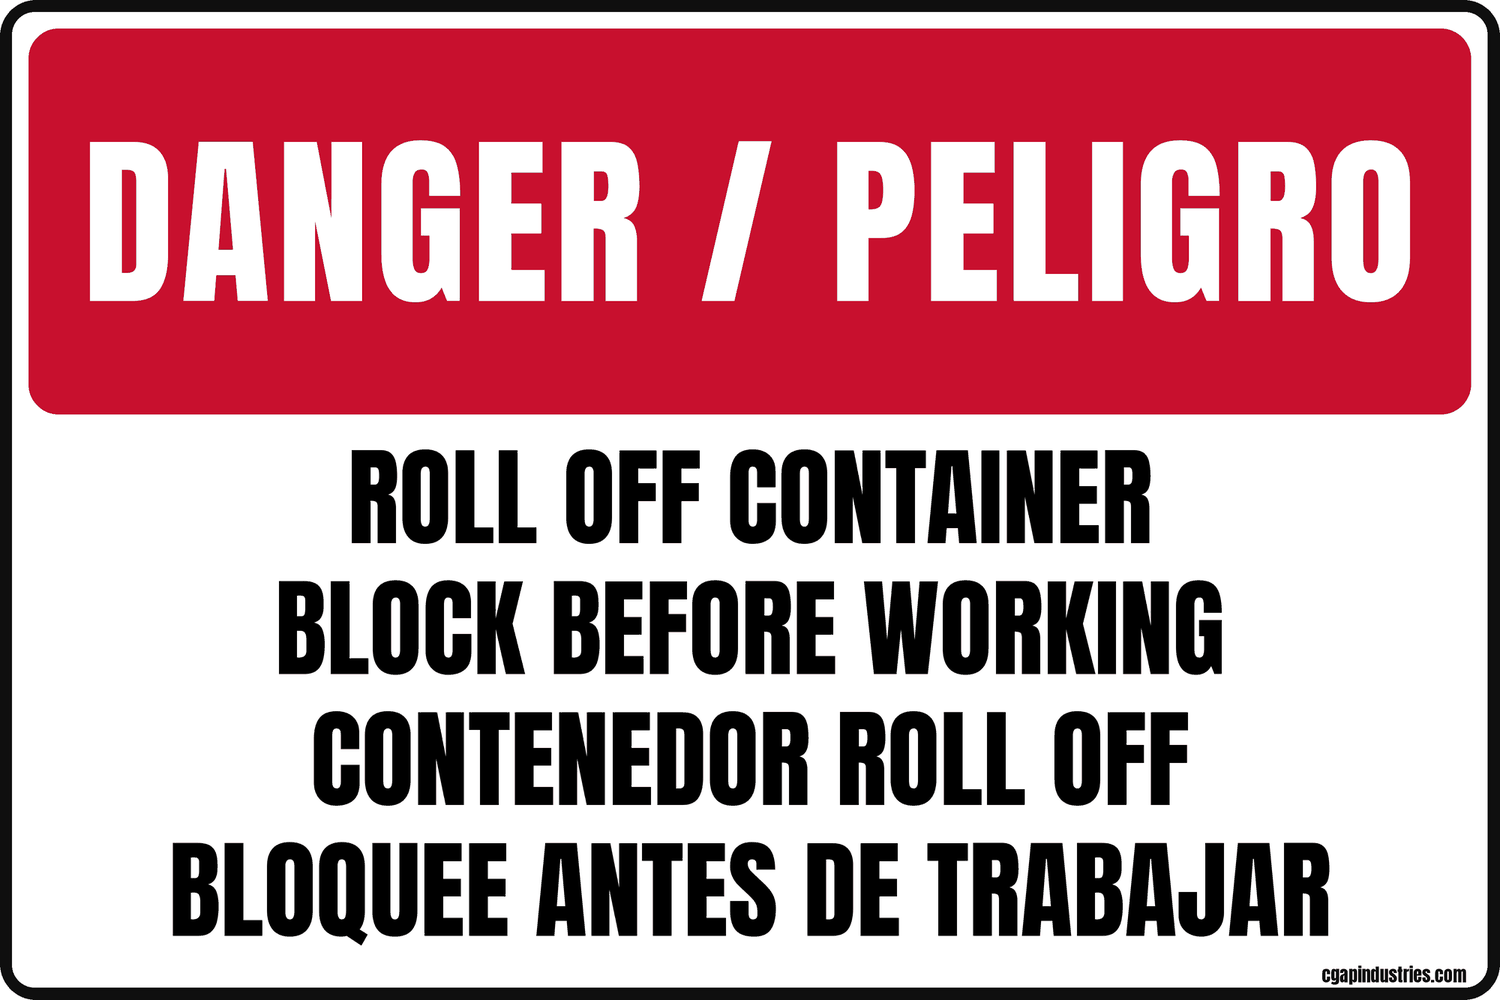 DANGER / PELIGRO
ROLL OFF CONTAINER
BLOCK BEFORE WORKING
CONTENEDOR ROLL OFF
BLOQUEE ANTES DE TRABAJAR
cgapindustries.com